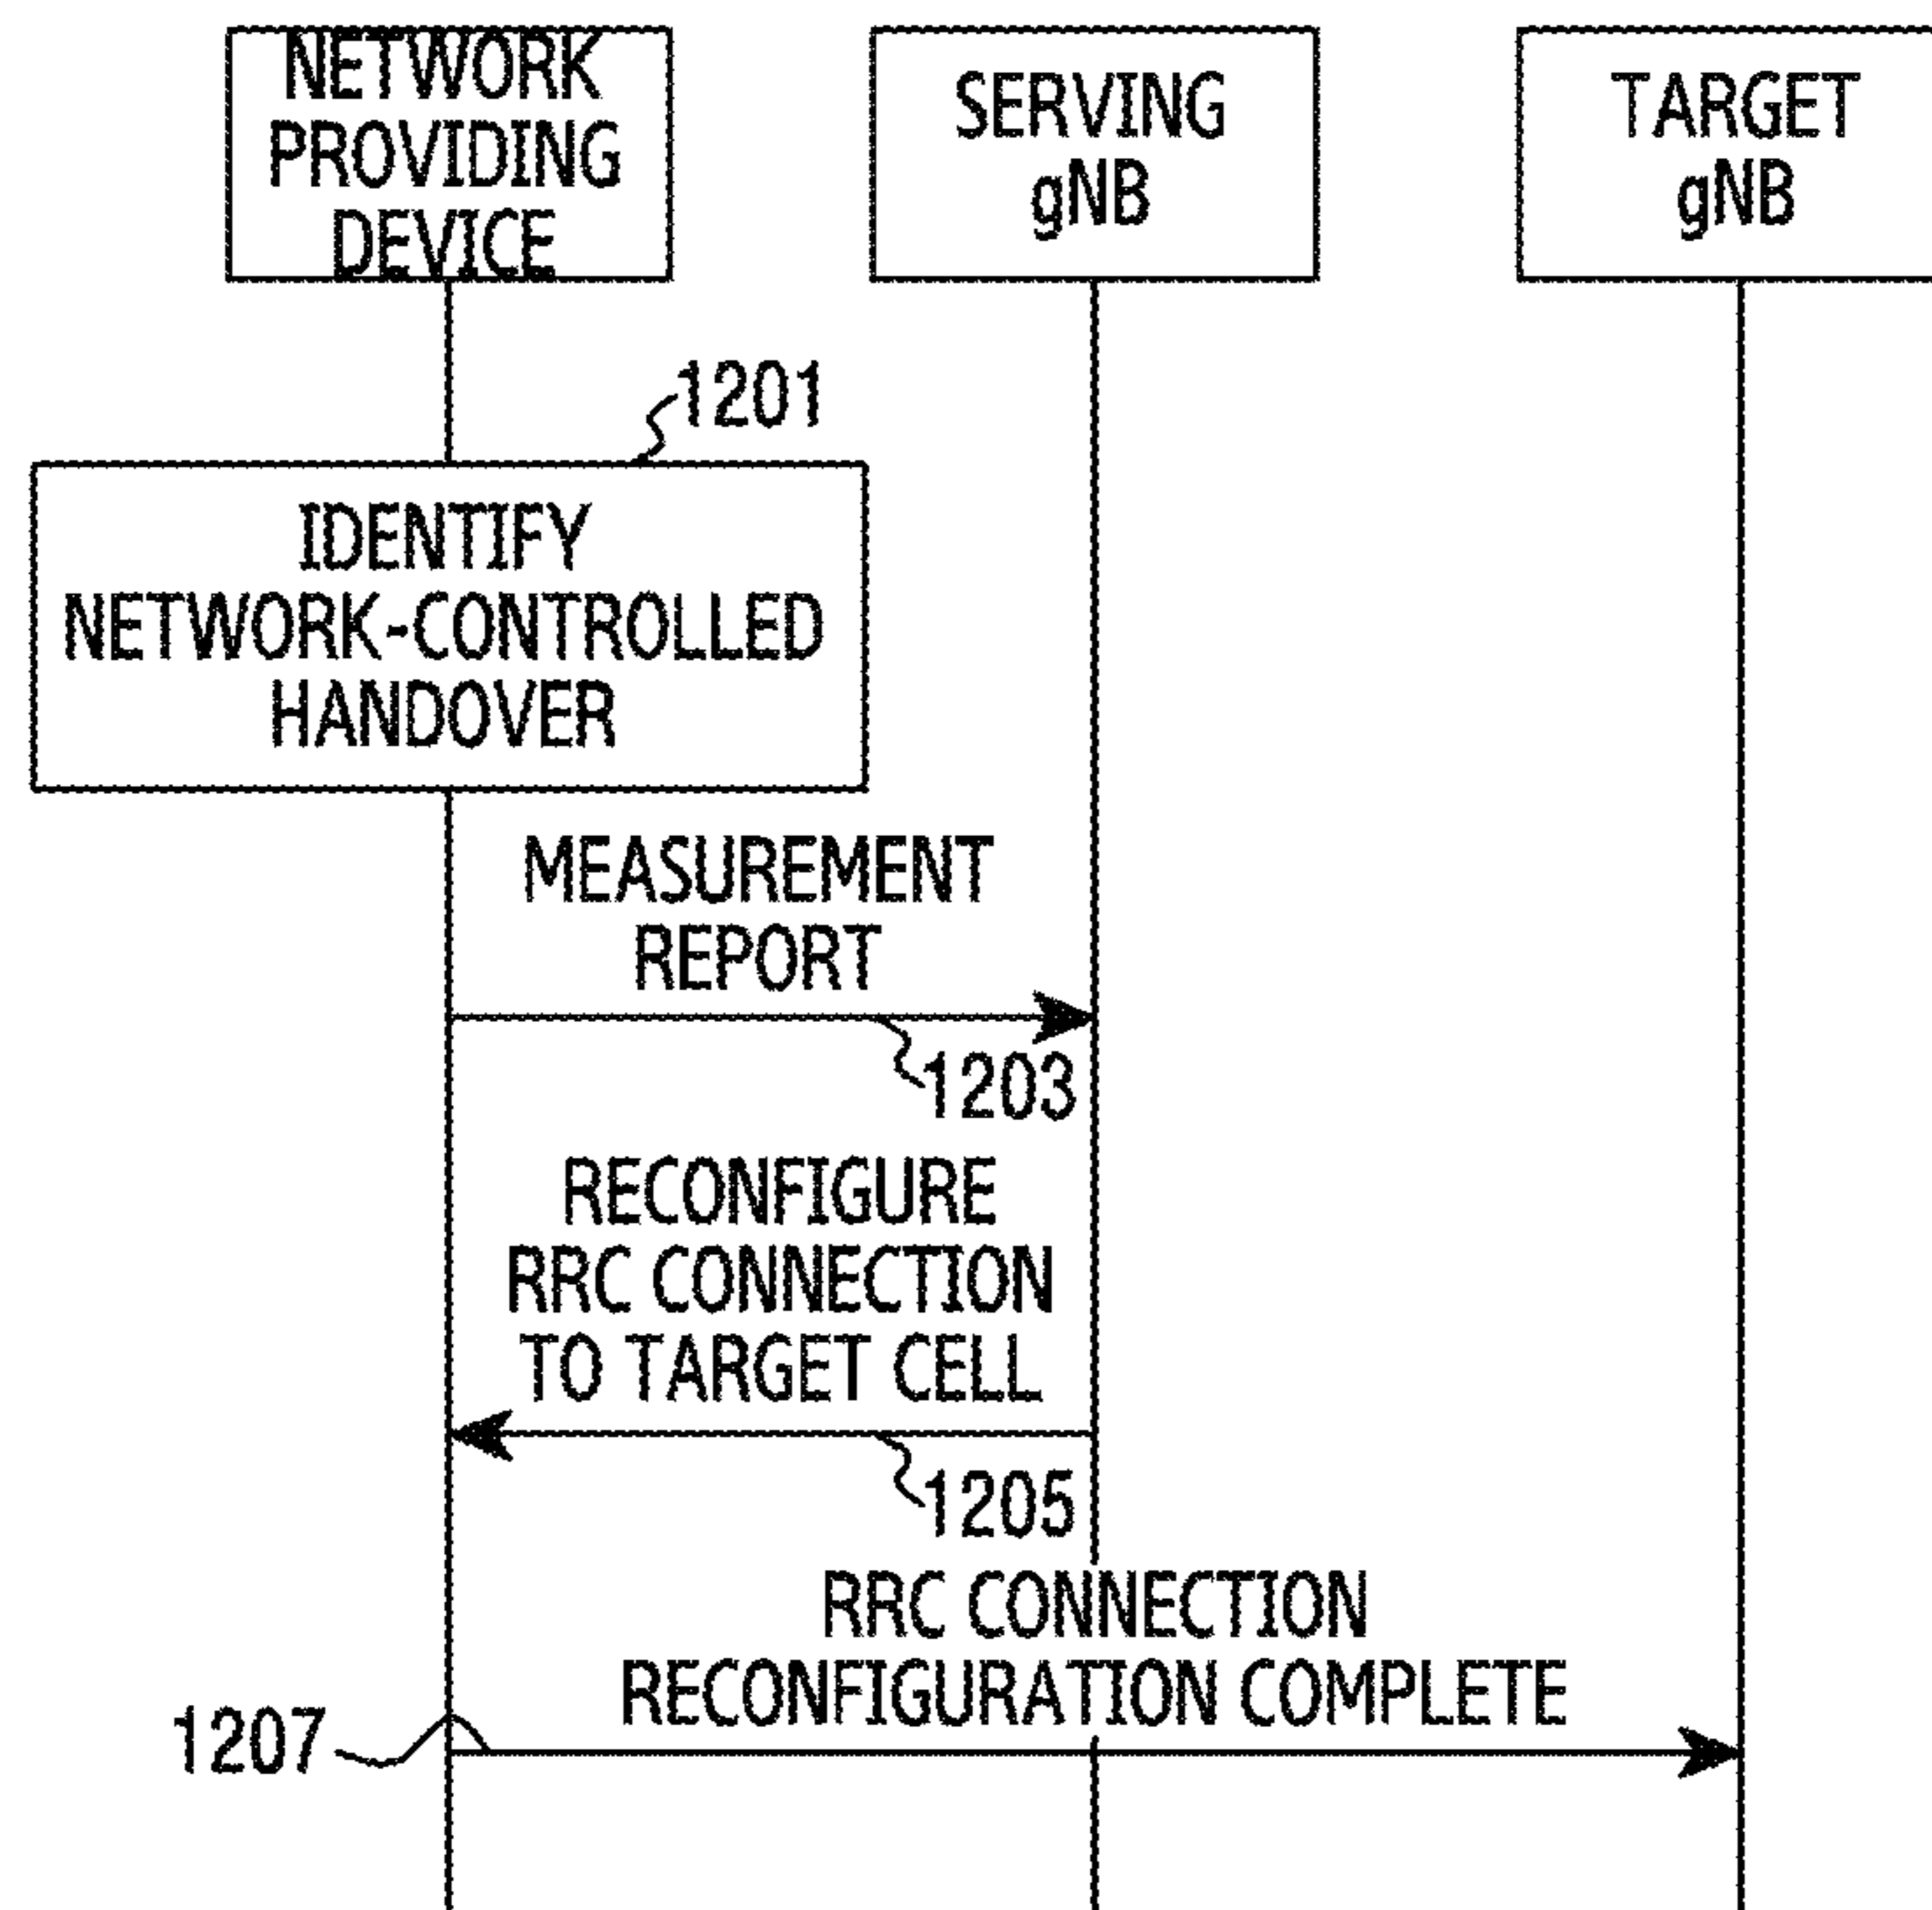 NETWORK
PROVIDING
DEVICE
SERVING
gNB
TARGET
gNB
1201
IDENTIFY
NETWORK-CONTROLLED
HANDOVER
MEASUREMENT
REPORT
1203
RECONFIGURE
RRC CONNECTION
TO TARGET CELL
1205
RRC CONNECTION
RECONFIGURATION COMPLETE
1207